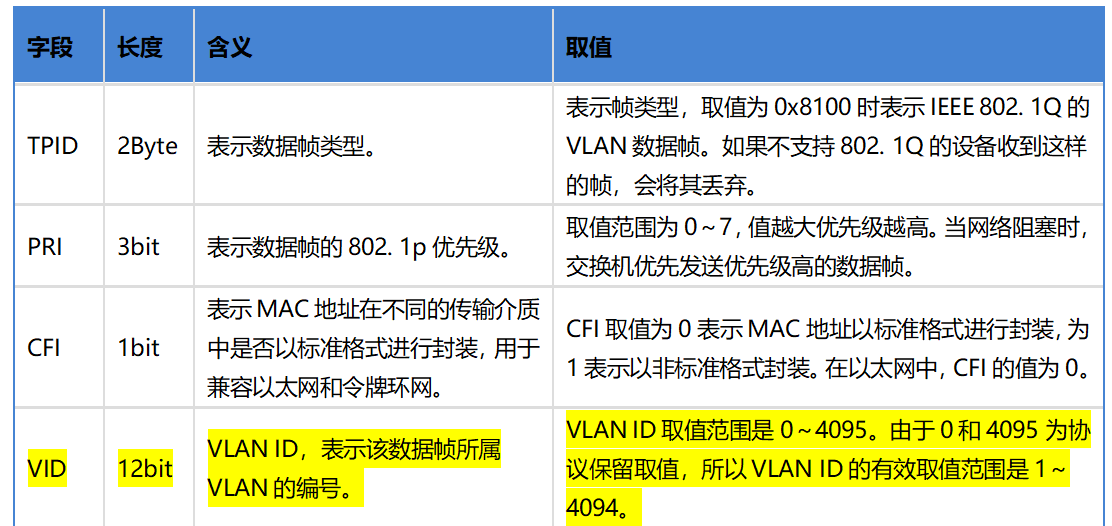 字段 长度 含义 取值
TPID 2Byte 表示数据帧类型。 表示帧类型，取值为 0x8100 时表示 IEEE 802. 1Q 的
VLAN 数据帧。如果不支持 802. 1Q 的设备收到这样
的帧，会将其丢弃。
PRI 3bit 表示数据帧的 802. 1p 优先级。 取值范围为 0～7，值越大优先级越高。当网络阻塞时，
交换机优先发送优先级高的数据帧。
CFI 1bit 表示 MAC 地址在不同的传输介质
中是否以标准格式进行封装，用于
兼容以太网和令牌环网。
CFI 取值为 0 表示 MAC 地址以标准格式进行封装，为
1 表示以非标准格式封装。在以太网中，CFI 的值为 0。
VID 12bit VLAN ID，表示该数据帧所属
VLAN 的编号。
VLAN ID 取值范围是 0～4095。由于 0 和 4095 为协
议保留取值，所以 VLAN ID 的有效取值范围是 1～
4094。